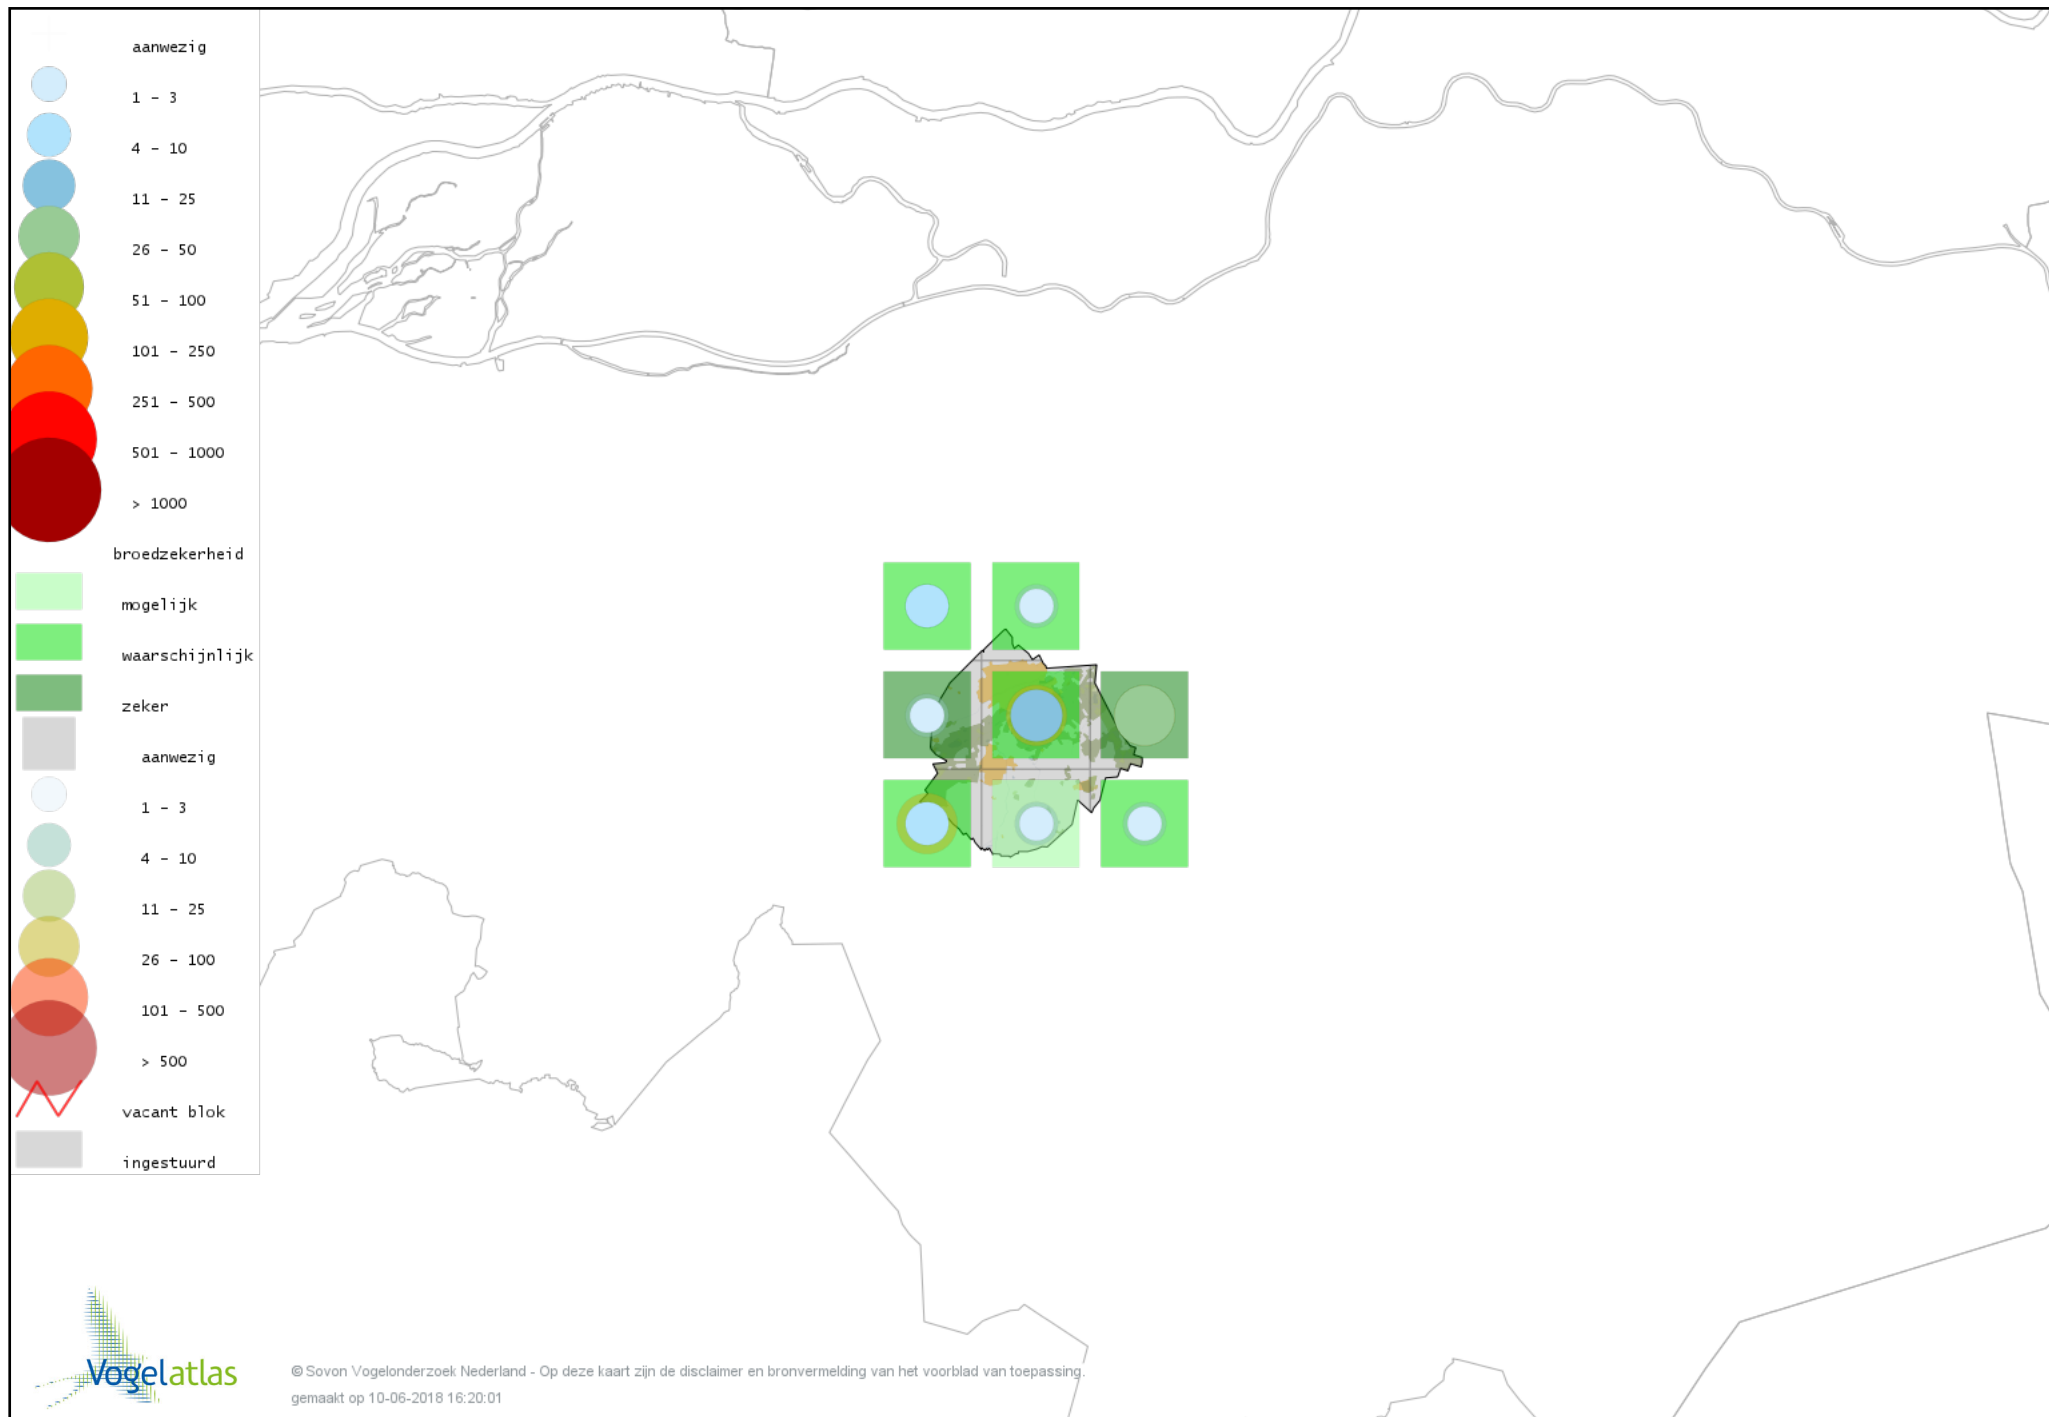 aanwezig
1 - 3
4 - 10
11 - 25
26 - 50
51 - 100
101 - 250
251 - 500
501 - 1000
> 1000
broedzekerheid
mogelijk
waarschijnlijk
zeker
aanwezig
1 - 3
4 - 10
11 - 25
26 - 100
101 - 500
> 500
vacant blok
ingestuurd
Vogelatlas
© Sovon Vogelonderzoek Nederland - Op deze kaart zijn de disclaimer en bronvermelding van het voorblad van toepassing.
gemaakt op 10-06-2018 16:20:01